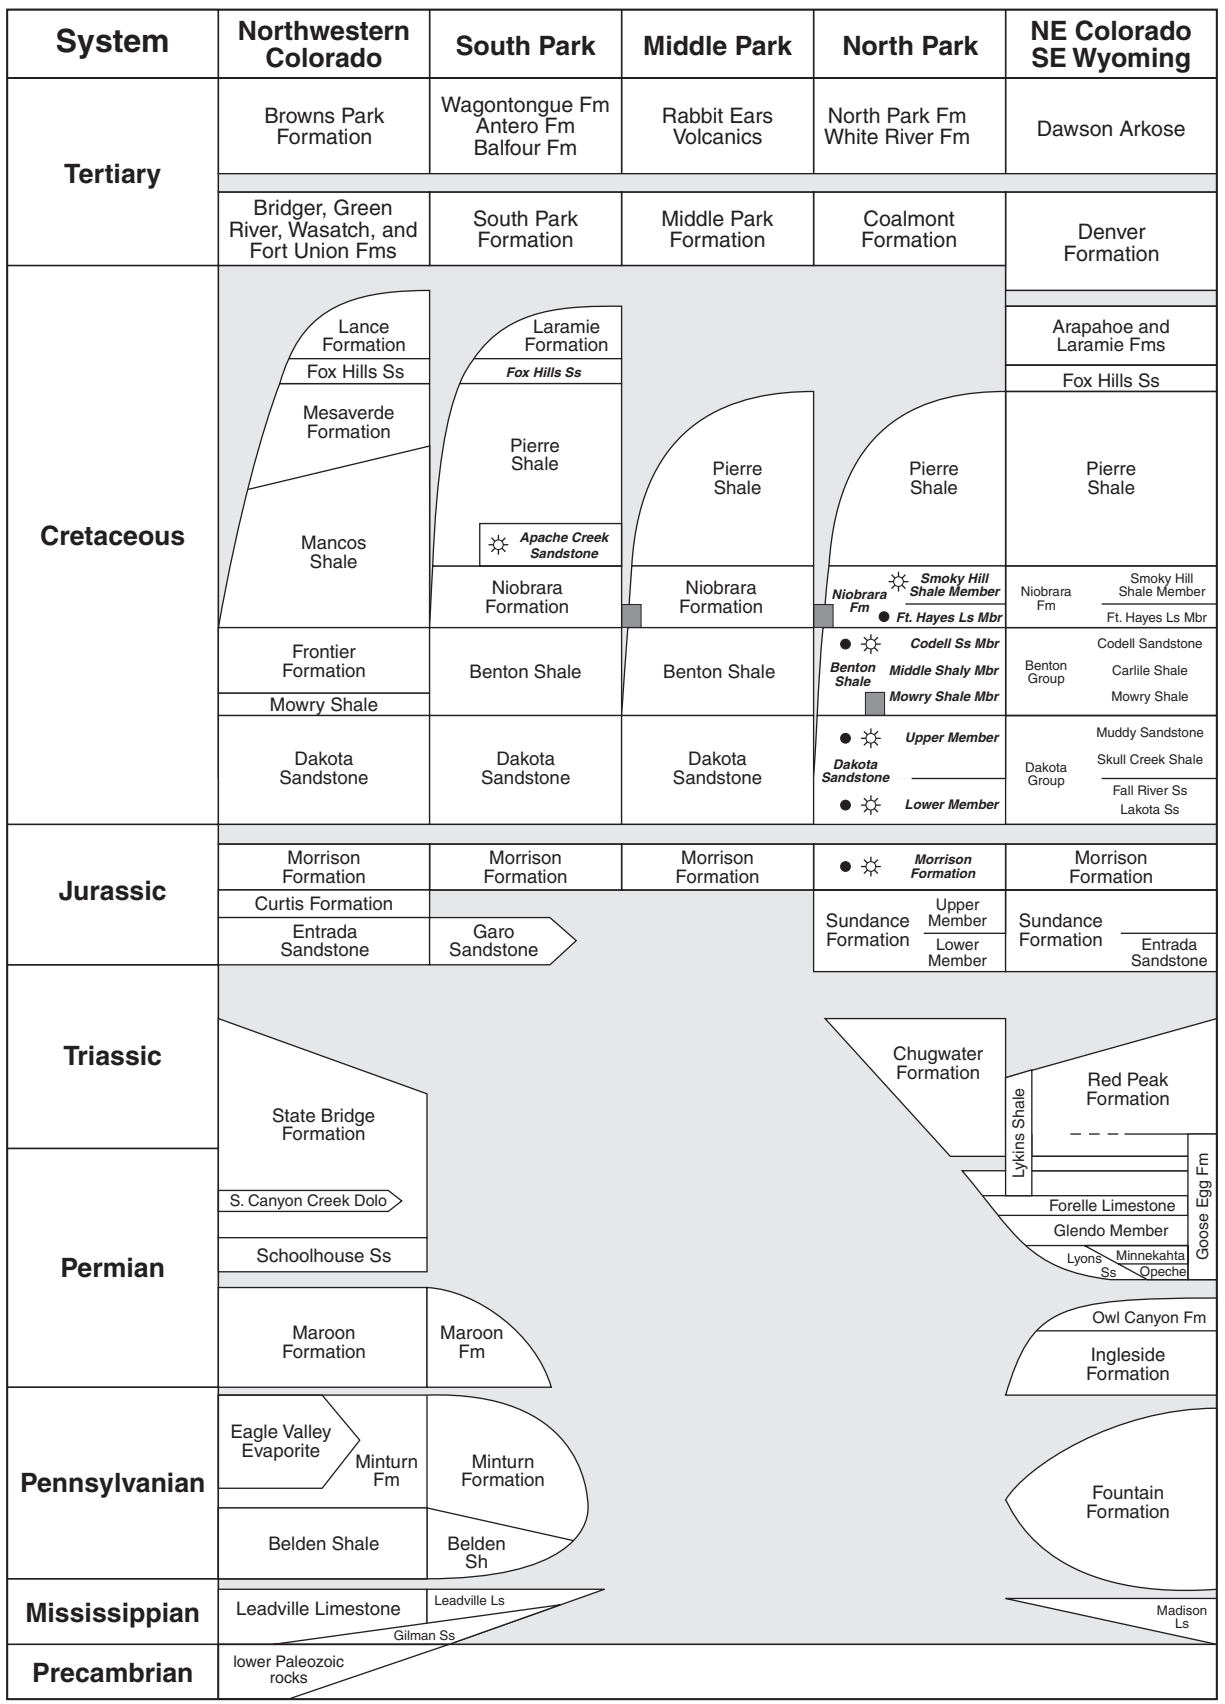 System
Northwestern
Colorado
South Park
Middle Park
North Park
NE Colorado
SE Wyoming
Tertiary
Browns Park
Formation
Wagontongue Fm
Antero Fm
Balfour Fm
Rabbit Ears
Volcanics
North Park Fm
White River Fm
Dawson Arkose
Bridger, Green
River, Wasatch, and
Fort Union Fms
South Park
Formation
Middle Park
Formation
Coalmont
Formation
Denver
Formation
Cretaceous
Lance
Formation
Fox Hills Ss
Mesaverde
Formation
Mancos
Shale
Frontier
Formation
Mowry Shale
Dakota
Sandstone
Laramie
Formation
Fox Hills Ss
Pierre
Shale
Apache Creek
Sandstone
Niobrara
Formation
Benton Shale
Dakota
Sandstone
Pierre
Shale
Niobrara
Formation
Benton Shale
Dakota
Sandstone
Pierre
Shale
Niobrara
Fm
Smoky Hill
Shale Member
Ft. Hayes Ls Mbr
Benton
Shale
Codell Ss Mbr
Middle Shaly Mbr
Mowry Shale Mbr
Dakota
Sandstone
Upper Member
Lower Member
Arapahoe and
Laramie Fms
Fox Hills Ss
Pierre
Shale
Niobrara
Fm
Smoky Hill
Shale Member
Ft. Hayes Ls Mbr
Benton
Group
Codell Sandstone
Carlile Shale
Mowry Shale
Dakota
Group
Muddy Sandstone
Skull Creek Shale
Fall River Ss
Lakota Ss
Jurassic
Morrison
Formation
Curtis Formation
Entrada
Sandstone
Morrison
Formation
Garo
Sandstone
Morrison
Formation
Morrison
Formation
Sundance
Formation
Upper
Member
Lower
Member
Morrison
Formation
Sundance
Formation
Entrada
Sandstone
Triassic
State Bridge
Formation
Chugwater
Formation
Lykins Shale
Red Peak
Formation
Goose Egg Fm
Permian
S. Canyon Creek Dolo
Schoolhouse Ss
Maroon
Formation
Maroon
Fm
Forelle Limestone
Glendo Member
Lyons
Ss
Minnekahta
Opeche
Owl Canyon Fm
Ingleside
Formation
Pennsylvanian
Eagle Valley
Evaporite
Minturn
Fm
Belden Shale
Minturn
Formation
Belden
Sh
Fountain
Formation
Mississippian
Leadville Limestone
Leadville Ls
Gilman Ss
Madison
Ls
Precambrian
lower Paleozoic
rocks